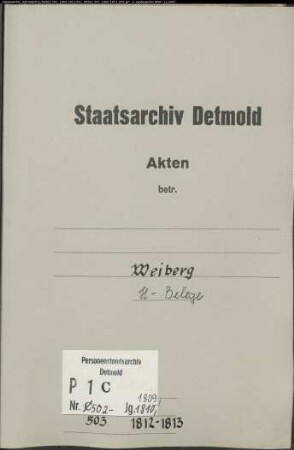 Staatsarchiv Detmold
Akten
betr.
Weiberg
H - Belege
Personenstandsarchiv
Detmold
P 1 C
1809,
Nr. 502- Jg. 1810,
503 1812-1813